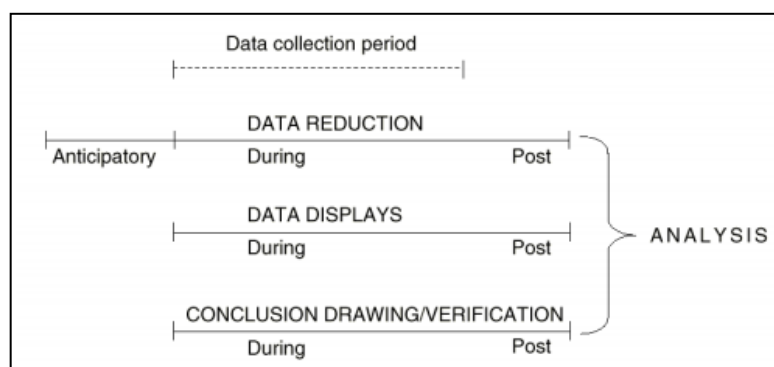 Data collection period
DATA REDUCTION
Anticipatory During Post
DATA DISPLAYS
During Post
ANALYSIS
CONCLUSION DRAWING/VERIFICATION
During Post